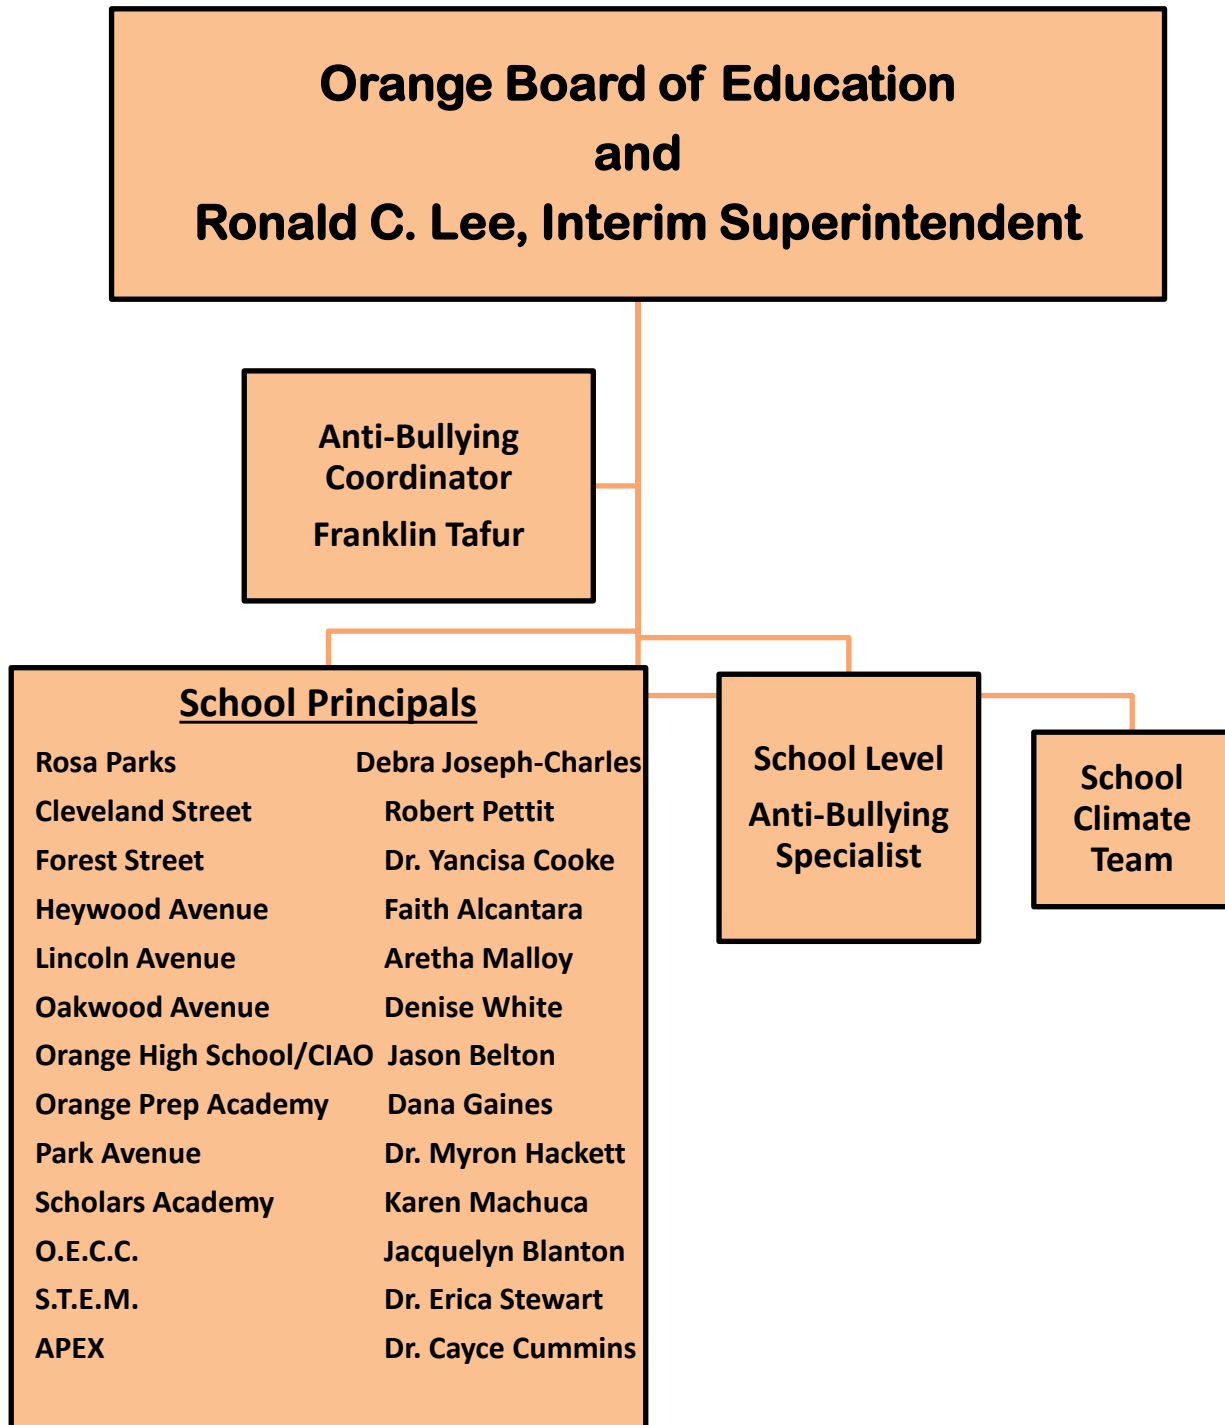 Orange Board of Education
and
Ronald C. Lee, Interim Superintendent
Anti-Bullying
Coordinator
Franklin Tafur
School Principals
Rosa Parks Debra Joseph-Charles
Cleveland Street Robert Pettit
Forest Street Dr. Yancisa Cooke
Heywood Avenue Faith Alcantara
Lincoln Avenue Aretha Malloy
Oakwood Avenue Denise White
Orange High School/CIAO Jason Belton
Orange Prep Academy Dana Gaines
Park Avenue Dr. Myron Hackett
Scholars Academy Karen Machuca
O.E.C.C. Jacquelyn Blanton
S.T.E.M. Dr. Erica Stewart
APEX Dr. Cayce Cummins
School Level
Anti-Bullying
Specialist
School
Climate
Team